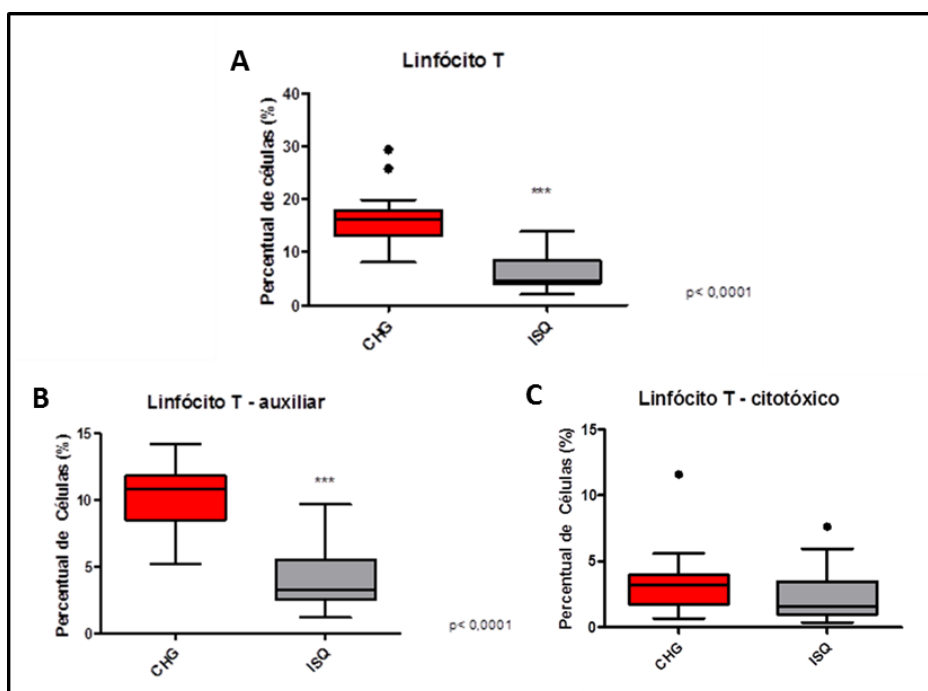 A
Linfócito T
Percentual de células (%)
40
30
20
10
0
***
CHG
ISQ
p< 0,0001
B
Linfócito T - auxiliar
Percentual de Células (%)
15
10
5
0
***
CHG
ISQ
p< 0,0001
C
Linfócito T - citotóxico
Percentual de Células (%)
15
10
5
0
CHG
ISQ